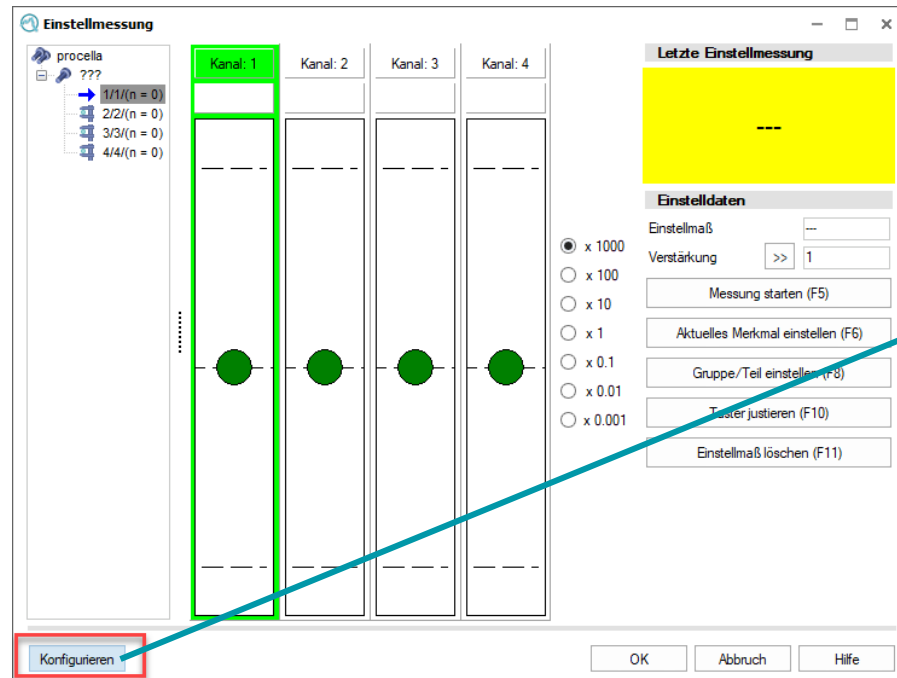 Einstellmessung
procella
???
1/1/(n = 0)
2/2/(n = 0)
3/3/(n = 0)
4/4/(n = 0)
Kanal: 1
Kanal: 2
Kanal: 3
Kanal: 4
x 1000
x 100
x 10
x 1
x 0.1
x 0.01
x 0.001
Letzte Einstellmessung
---
Einstelldaten
Einstellmaß ---
Verstärkung >> 1
Messung starten (F5)
Aktuelles Merkmal einstellen (F6)
Gruppe/Teil einstellen (F8)
Taster justieren (F10)
Einstellmaß löschen (F11)
Konfigurieren
OK
Abbruch
Hilfe